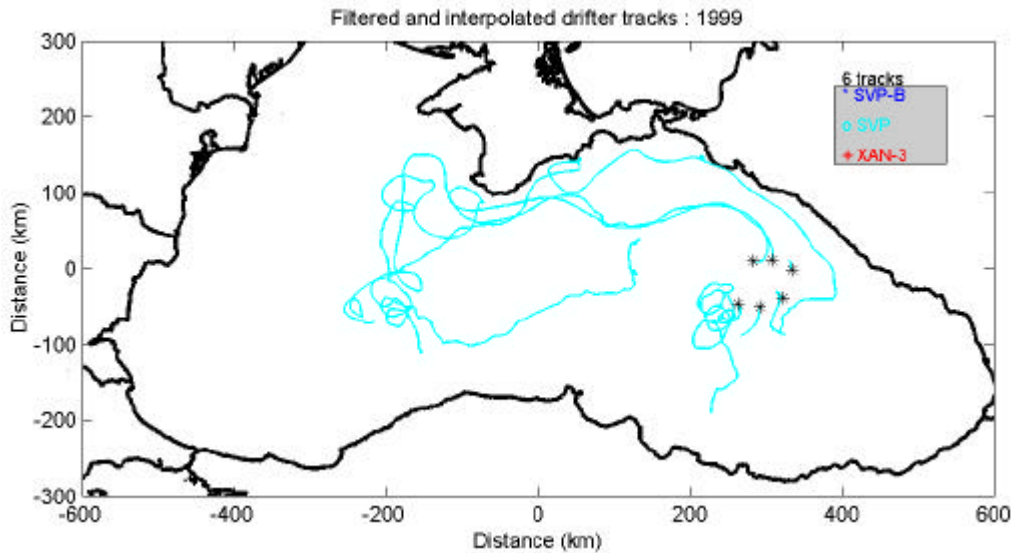 Filtered and interpolated drifter tracks : 1999
300
200
100
0
-100
-200
-300
Distance (km)
6 tracks
* SVP-B
o SVP
* XAN-3
-600
-400
-200
0
200
400
600
Distance (km)